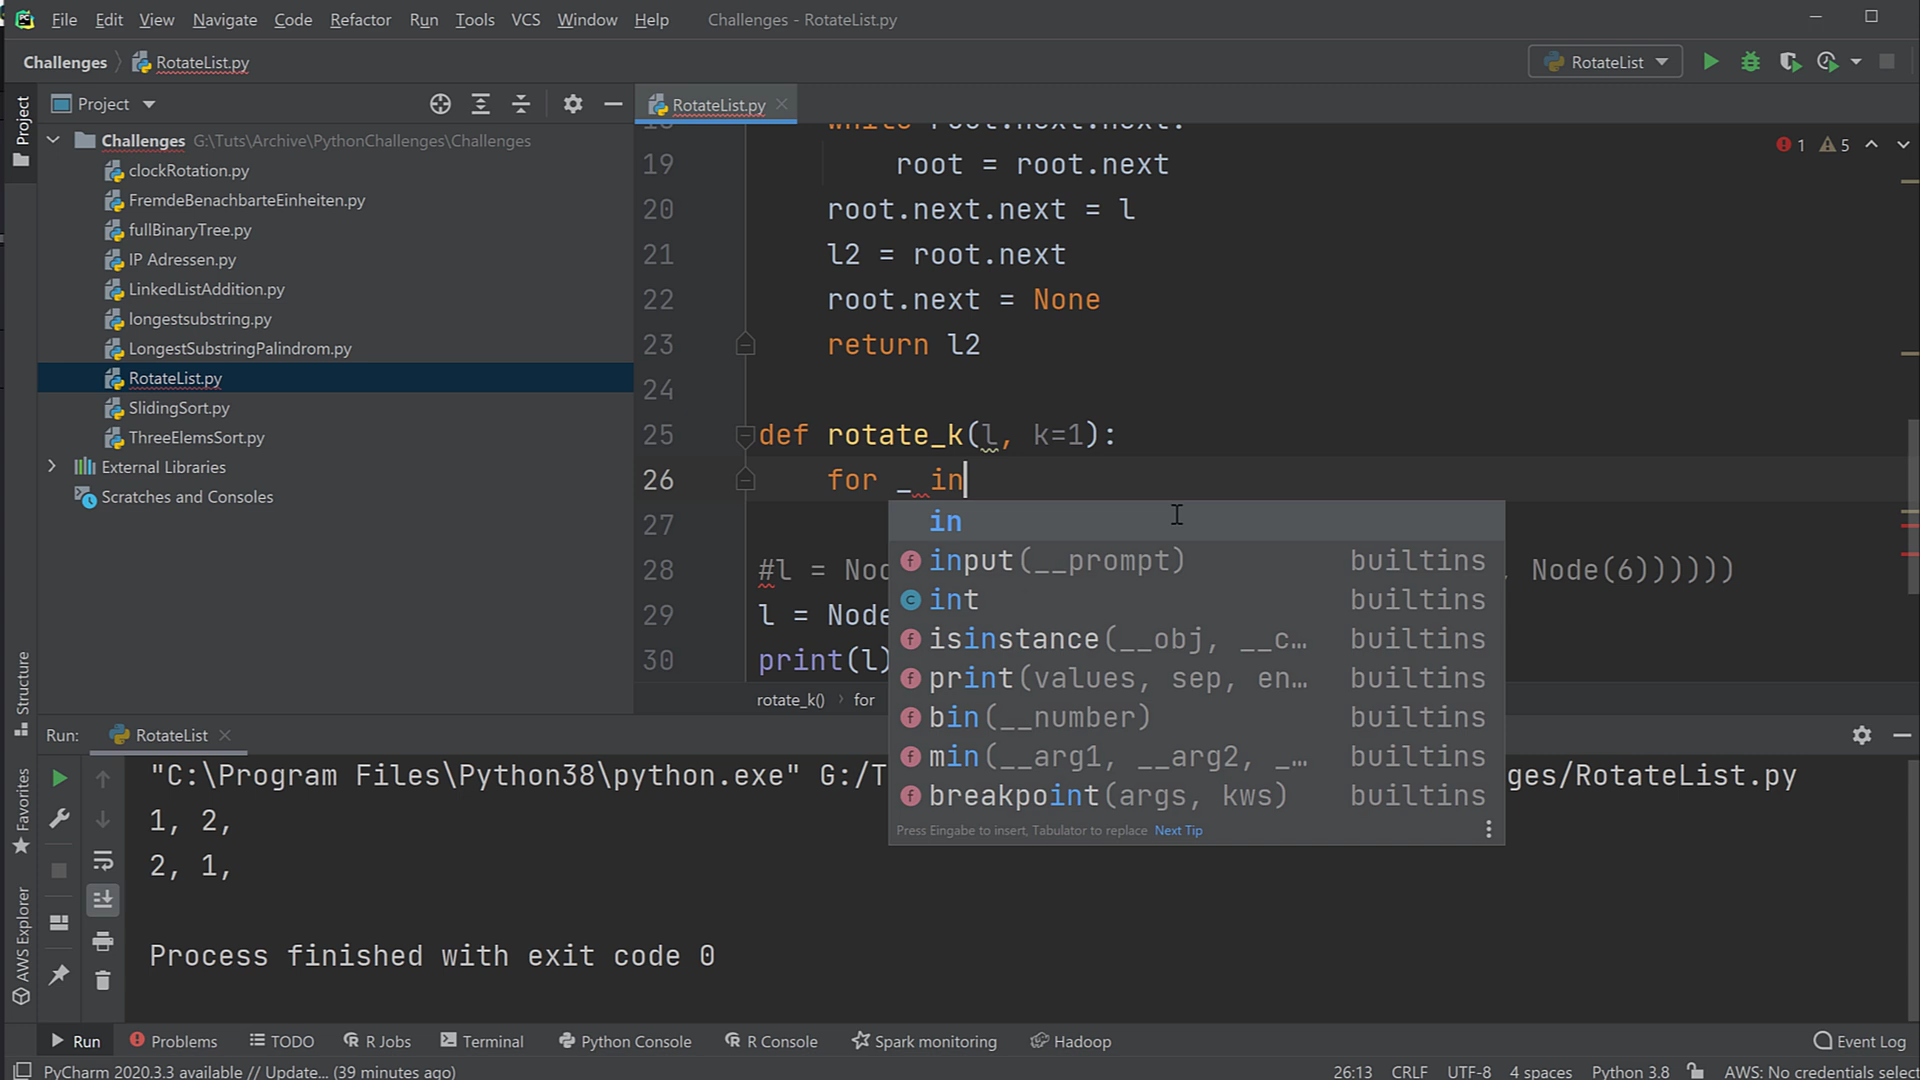 File Edit View Navigate Code Refactor Run Tools VCS Window Help Challenges - RotateList.py
Challenges RotateList.py RotateList
Project RotateList.py
Challenges G:\Tuts\Archive\PythonChallenges\Challenges
clockRotation.py
FremdeBenachbarteEinheiten.py
fullBinaryTree.py
IP Adressen.py
LinkedListAddition.py
longestsubstring.py
LongestSubstringPalindrom.py
RotateList.py
SlidingSort.py
ThreeElemsSort.py
External Libraries
Scratches and Consoles
Project
Structure
Favorites
AWS Explorer
1 5
18 while root.next.next:
19 root = root.next
20 root.next.next = l
21 l2 = root.next
22 root.next = None
23 return l2
24
25 def rotate_k(l, k=1):
26 for _ in
27
28 #l = Nod , Node(6))))))
29 l = Node
30 print(l)
in
input(__prompt) builtins
int builtins
isinstance(__obj, __c... builtins
print(values, sep, en... builtins
bin(__number) builtins
min(__arg1, __arg2, _... builtins
breakpoint(args, kws) builtins
Press Eingabe to insert, Tabulator to replace Next Tip
rotate_k() for
Run: RotateList
"C:\Program Files\Python38\python.exe" G:/T ges/RotateList.py
1, 2,
2, 1,
Process finished with exit code 0
Run Problems TODO R Jobs Terminal Python Console R Console Spark monitoring Hadoop Event Log
PyCharm 2020.3.3 available // Update... (39 minutes ago) 26:13 CRLF UTF-8 4 spaces Python 3.8 AWS: No credentials select